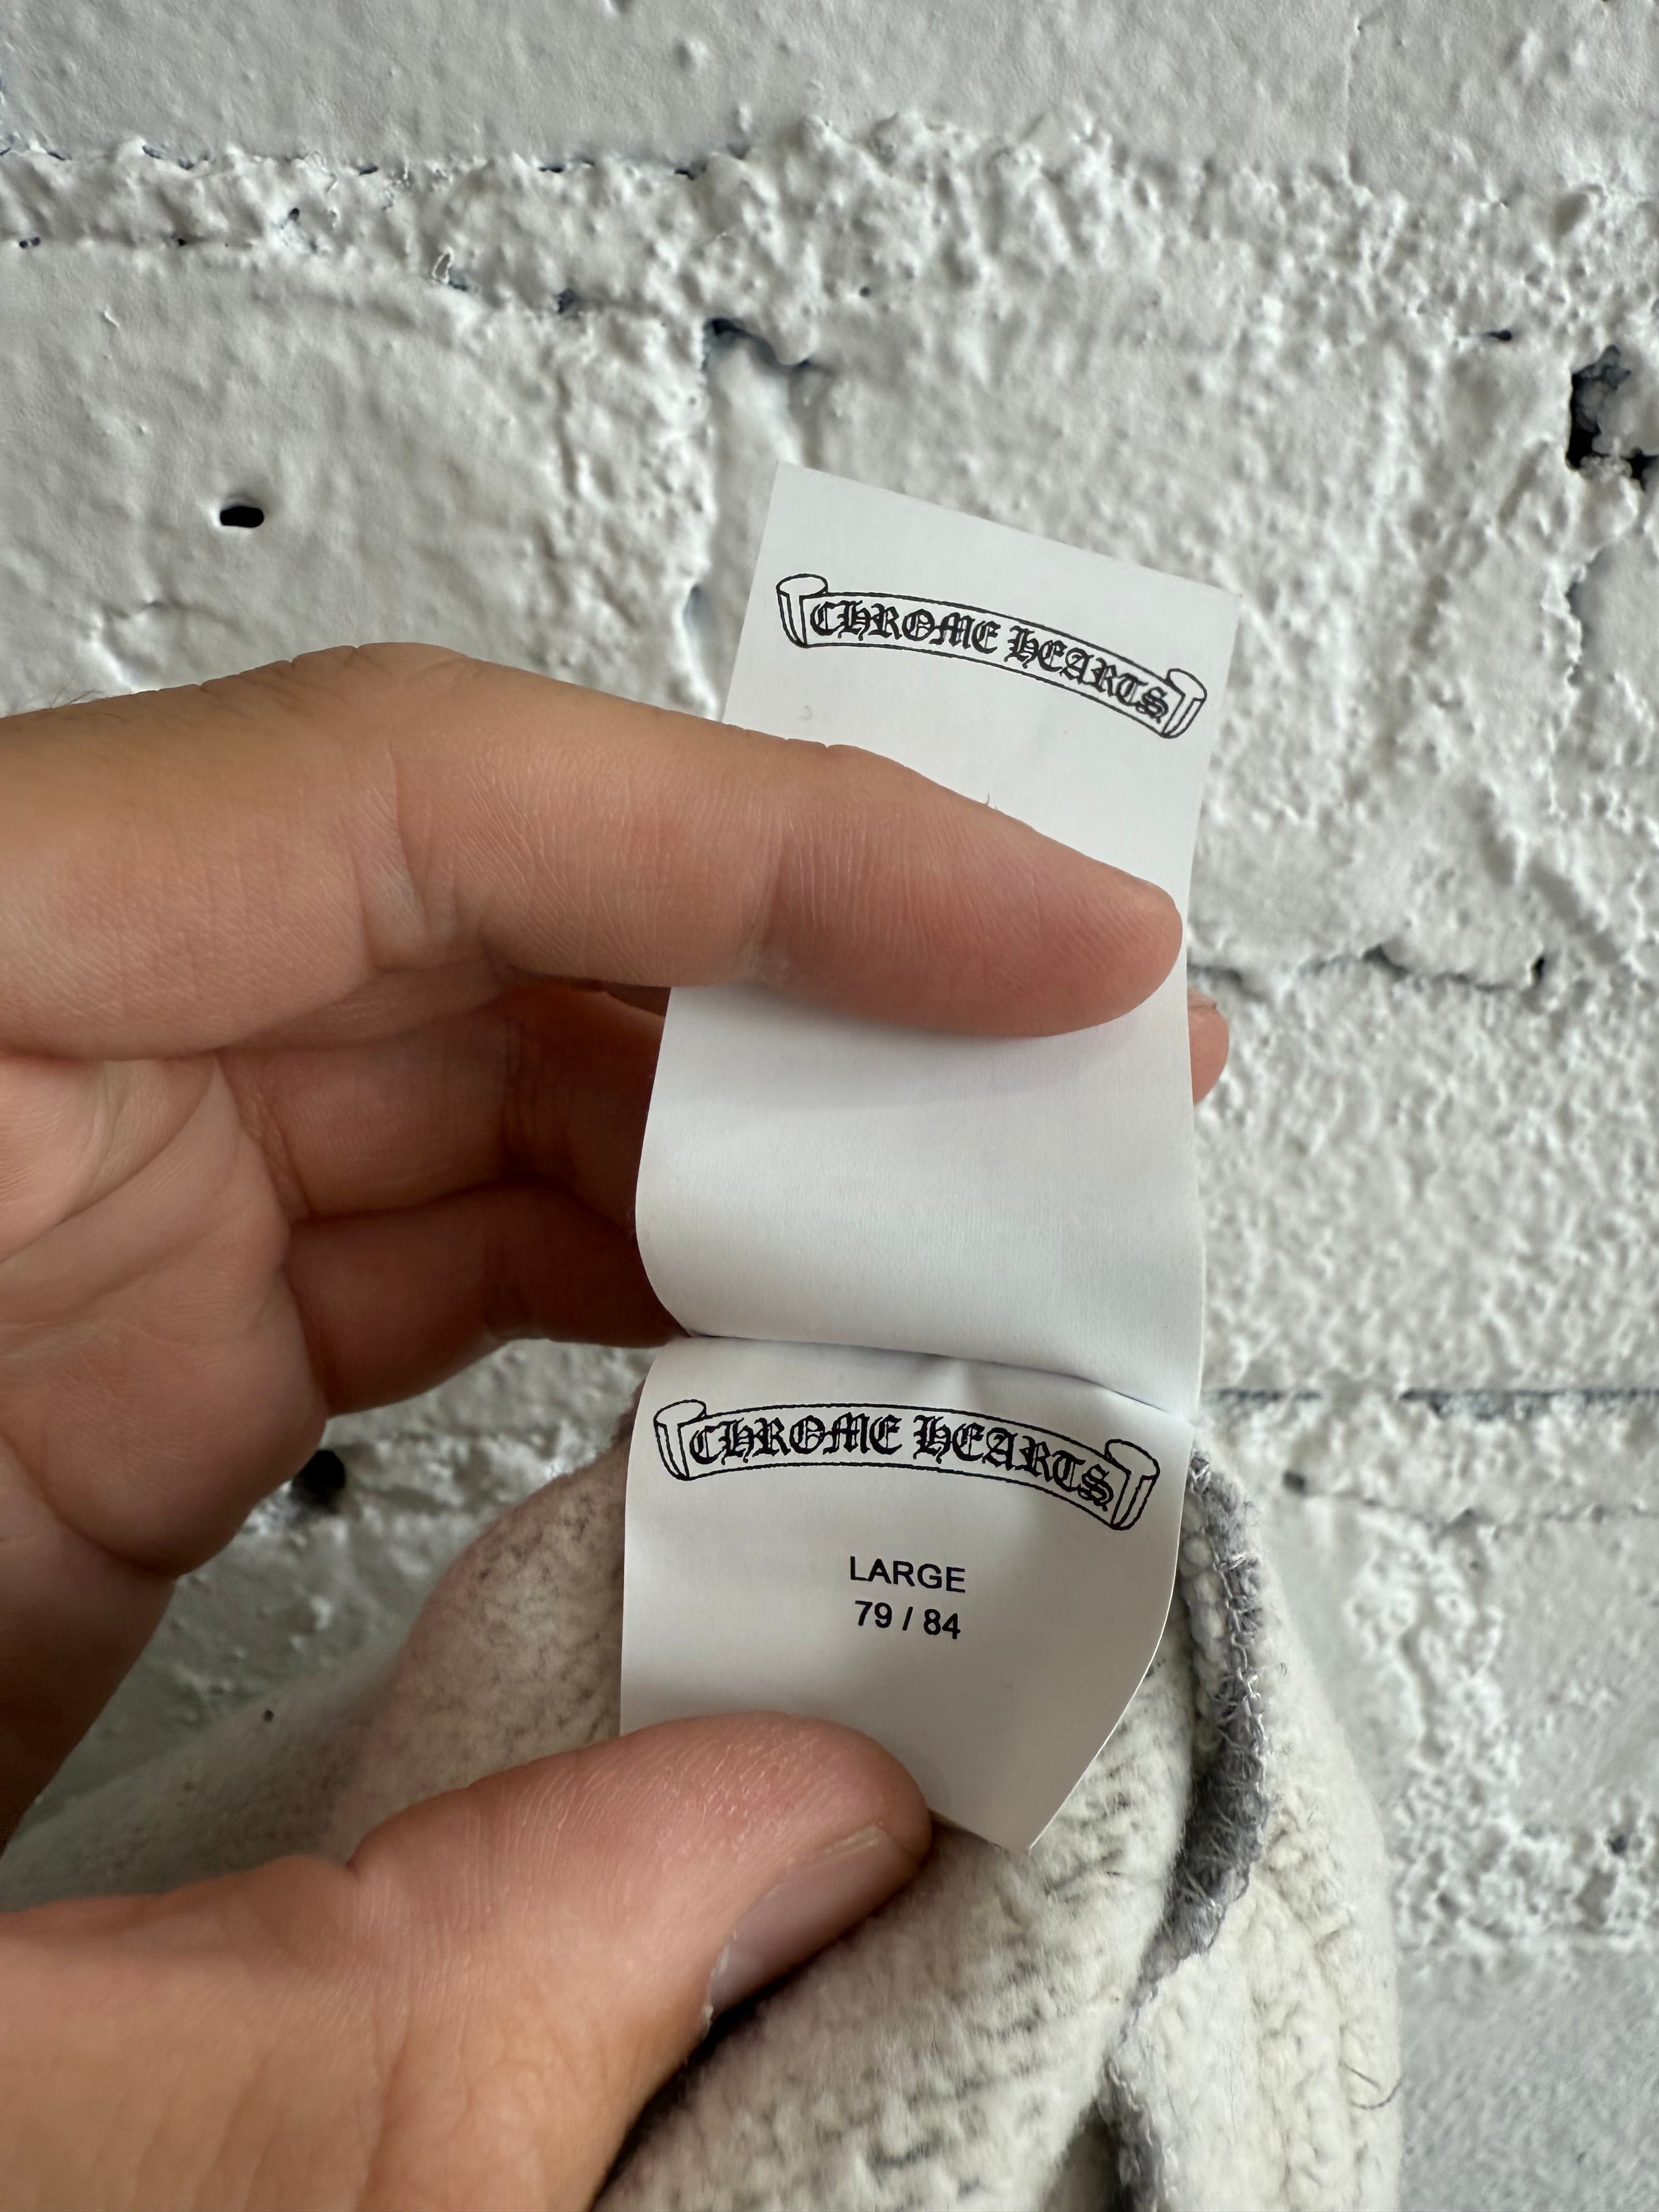 CHROME HEARTS
CHROME HEARTS
LARGE
79 / 84